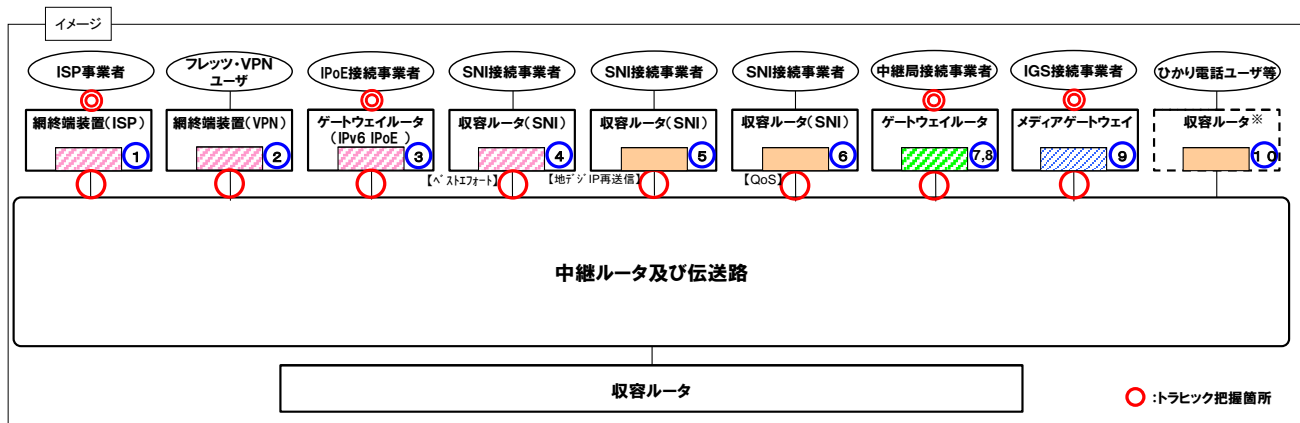 イメージ
ISP事業者
フレッツ・VPN
ユーザ
IPoE接続事業者
SNI接続事業者
SNI接続事業者
SNI接続事業者
中継局接続事業者
IGS接続事業者
ひかり電話ユーザ等
網終端装置(ISP)
網終端装置(VPN)
ゲートウェイルータ
(IPv6 IPoE )
収容ルータ(SNI)
収容ルータ(SNI)
収容ルータ(SNI)
ゲートウェイルータ
メディアゲートウェイ
収容ルータ※
1
2
3
4
5
6
7,8
9
10
【ベストエフォート】
【地デジIP再送信】
【QoS】
中継ルータ及び伝送路
収容ルータ
:トラヒック把握箇所